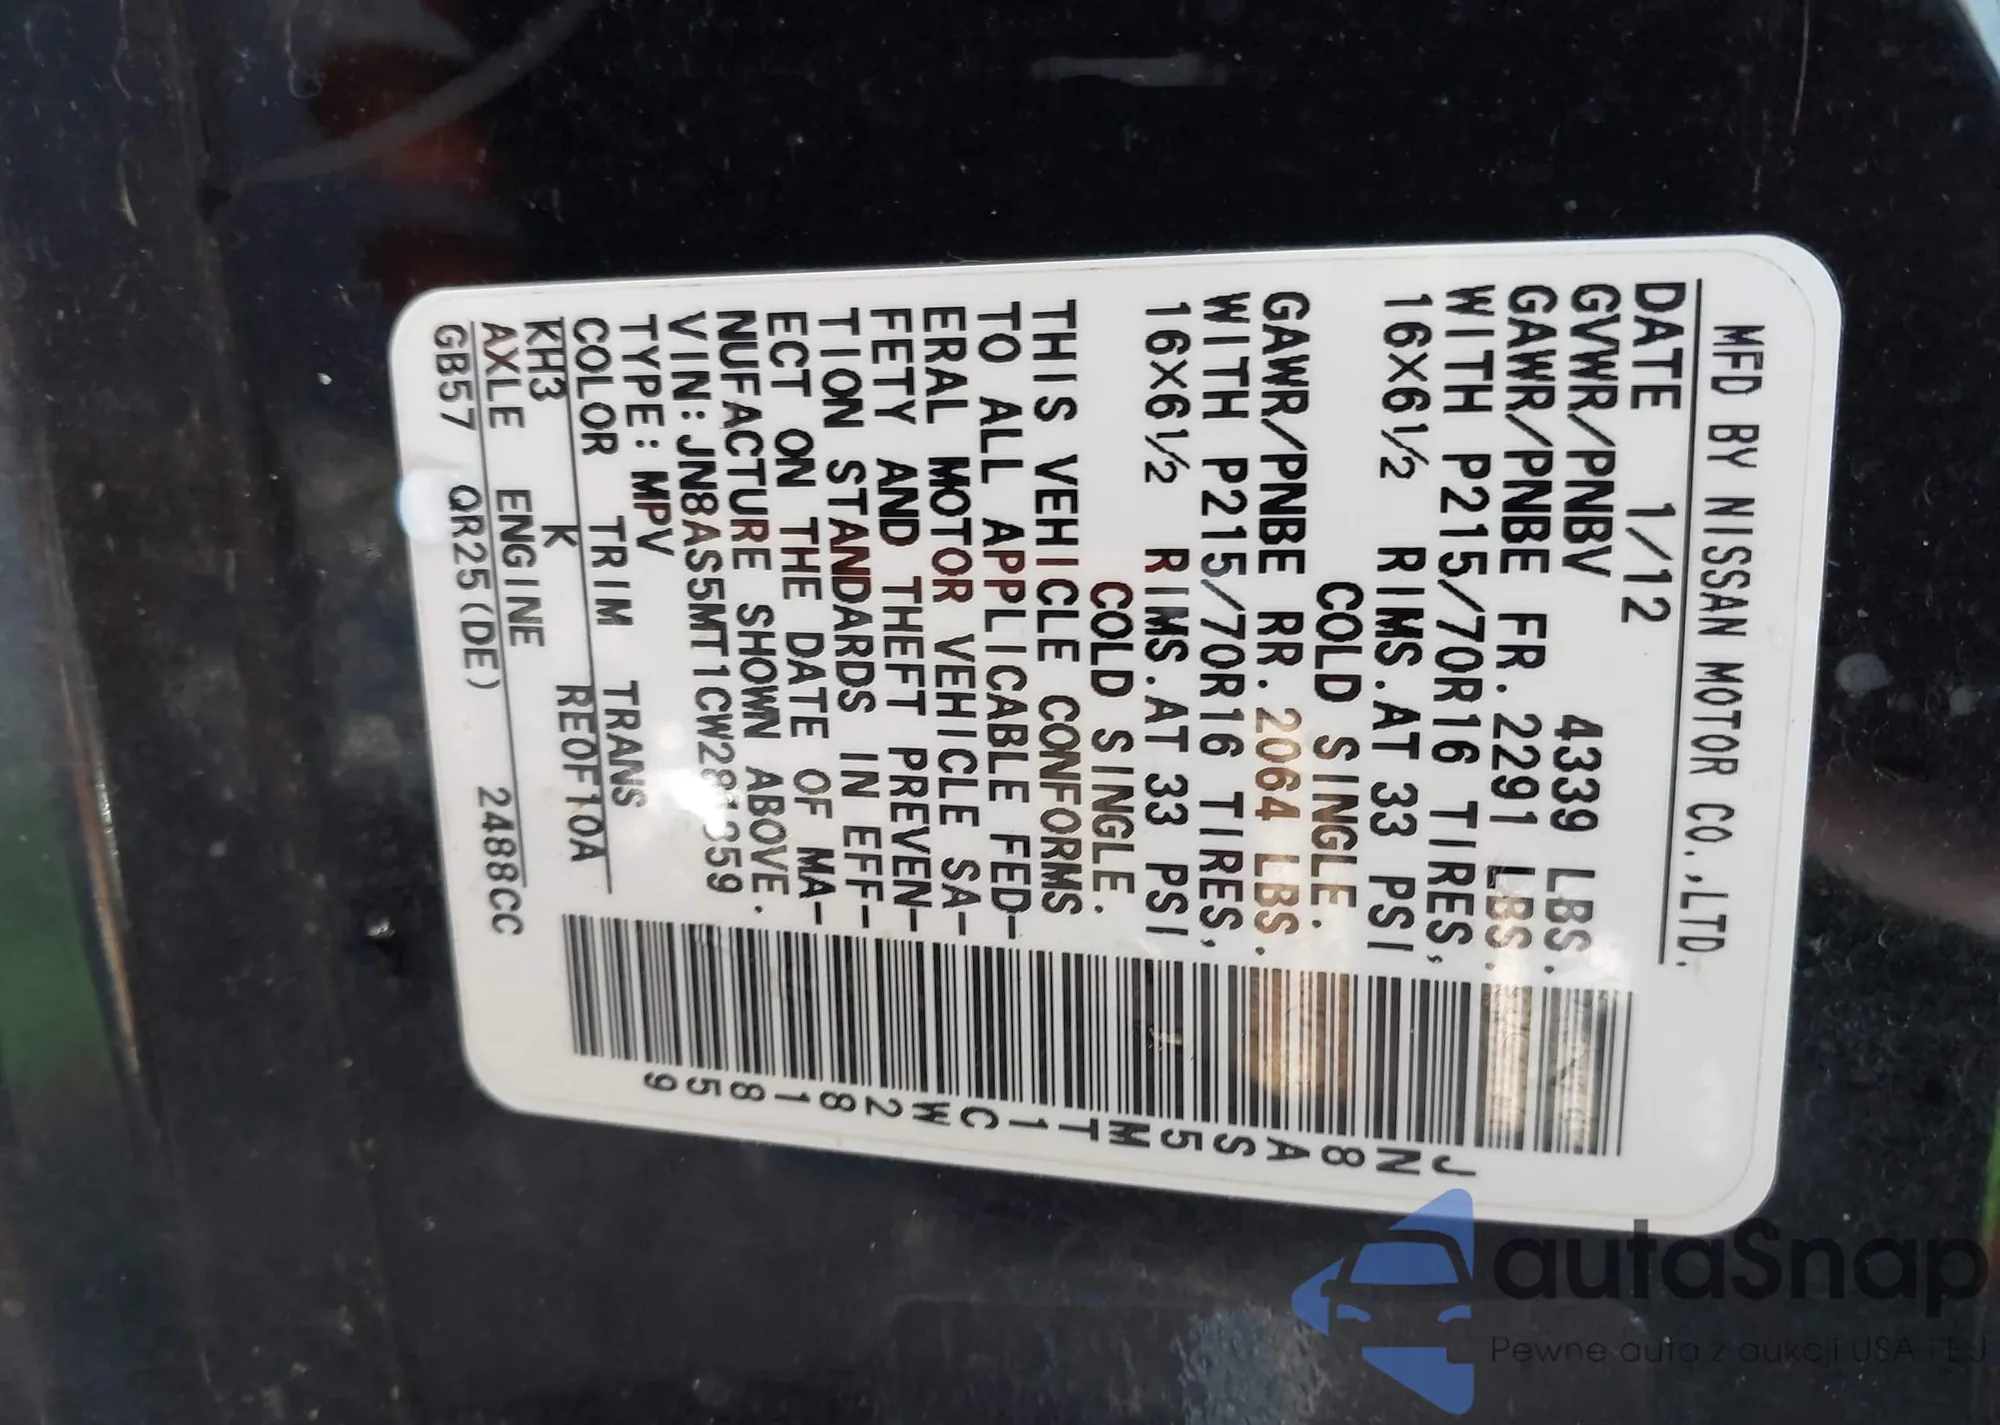 MFD BY NISSAN MOTOR CO.,LTD.
DATE 1/12
GVWR/PNBV 4339 LBS.
GAWR/PNBE FR. 2291 LBS.
WITH P215/70R16 TIRES,
16X6½ RIMS.AT 33 PSI
COLD SINGLE.
GAWR/PNBE RR. 2064 LBS.
WITH P215/70R16 TIRES,
16X6½ RIMS.AT 33 PSI
COLD SINGLE.
THIS VEHICLE CONFORMS
TO ALL APPLICABLE FED-
ERAL MOTOR VEHICLE SA-
FETY AND THEFT PREVEN-
TION STANDARDS IN EFF-
ECT ON THE DATE OF MA-
NUFACTURE SHOWN ABOVE.
VIN:JN8AS5MT1CW281859
TYPE:MPV
COLOR TRIM TRANS
KH3 K RE0F10A
AXLE ENGINE
GB57 QR25(DE) 2488CC
JN8AS5MT1CW281859
autaSnap
Pewne auta z aukcji USA i EU